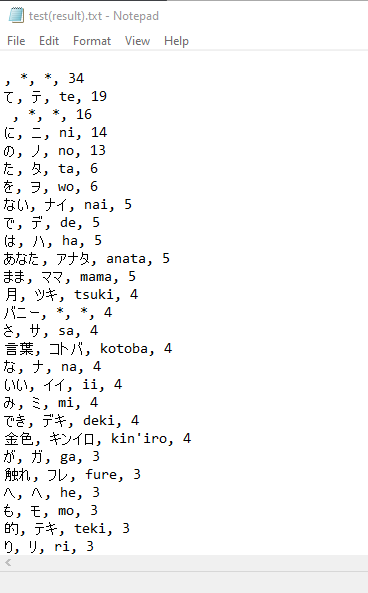 test(result).txt - Notepad
File Edit Format View Help
, *, *, 34
て, テ, te, 19
 , *, *, 16
に, ニ, ni, 14
の, ノ, no, 13
た, タ, ta, 6
を, ヲ, wo, 6
ない, ナイ, nai, 5
で, デ, de, 5
は, ハ, ha, 5
あなた, アナタ, anata, 5
まま, ママ, mama, 5
月, ツキ, tsuki, 4
バニー, *, *, 4
さ, サ, sa, 4
言葉, コトバ, kotoba, 4
な, ナ, na, 4
いい, イイ, ii, 4
み, ミ, mi, 4
でき, デキ, deki, 4
金色, キンイロ, kin'iro, 4
が, ガ, ga, 3
触れ, フレ, fure, 3
へ, ヘ, he, 3
も, モ, mo, 3
的, テキ, teki, 3
り, リ, ri, 3